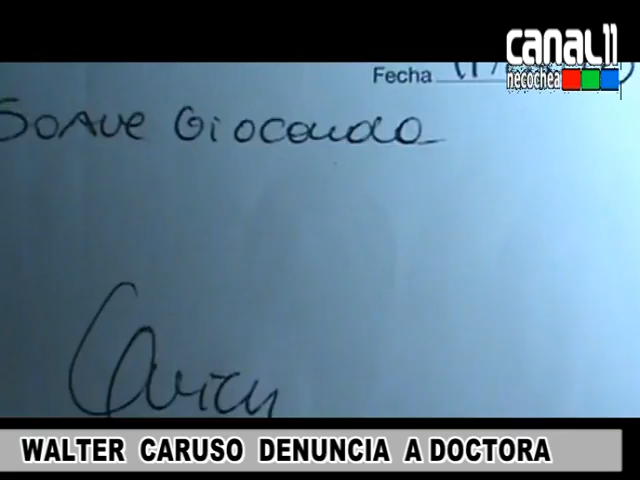 CANAL 11
necochea
Fecha
Soave Giocondo
WALTER CARUSO DENUNCIA A DOCTORA